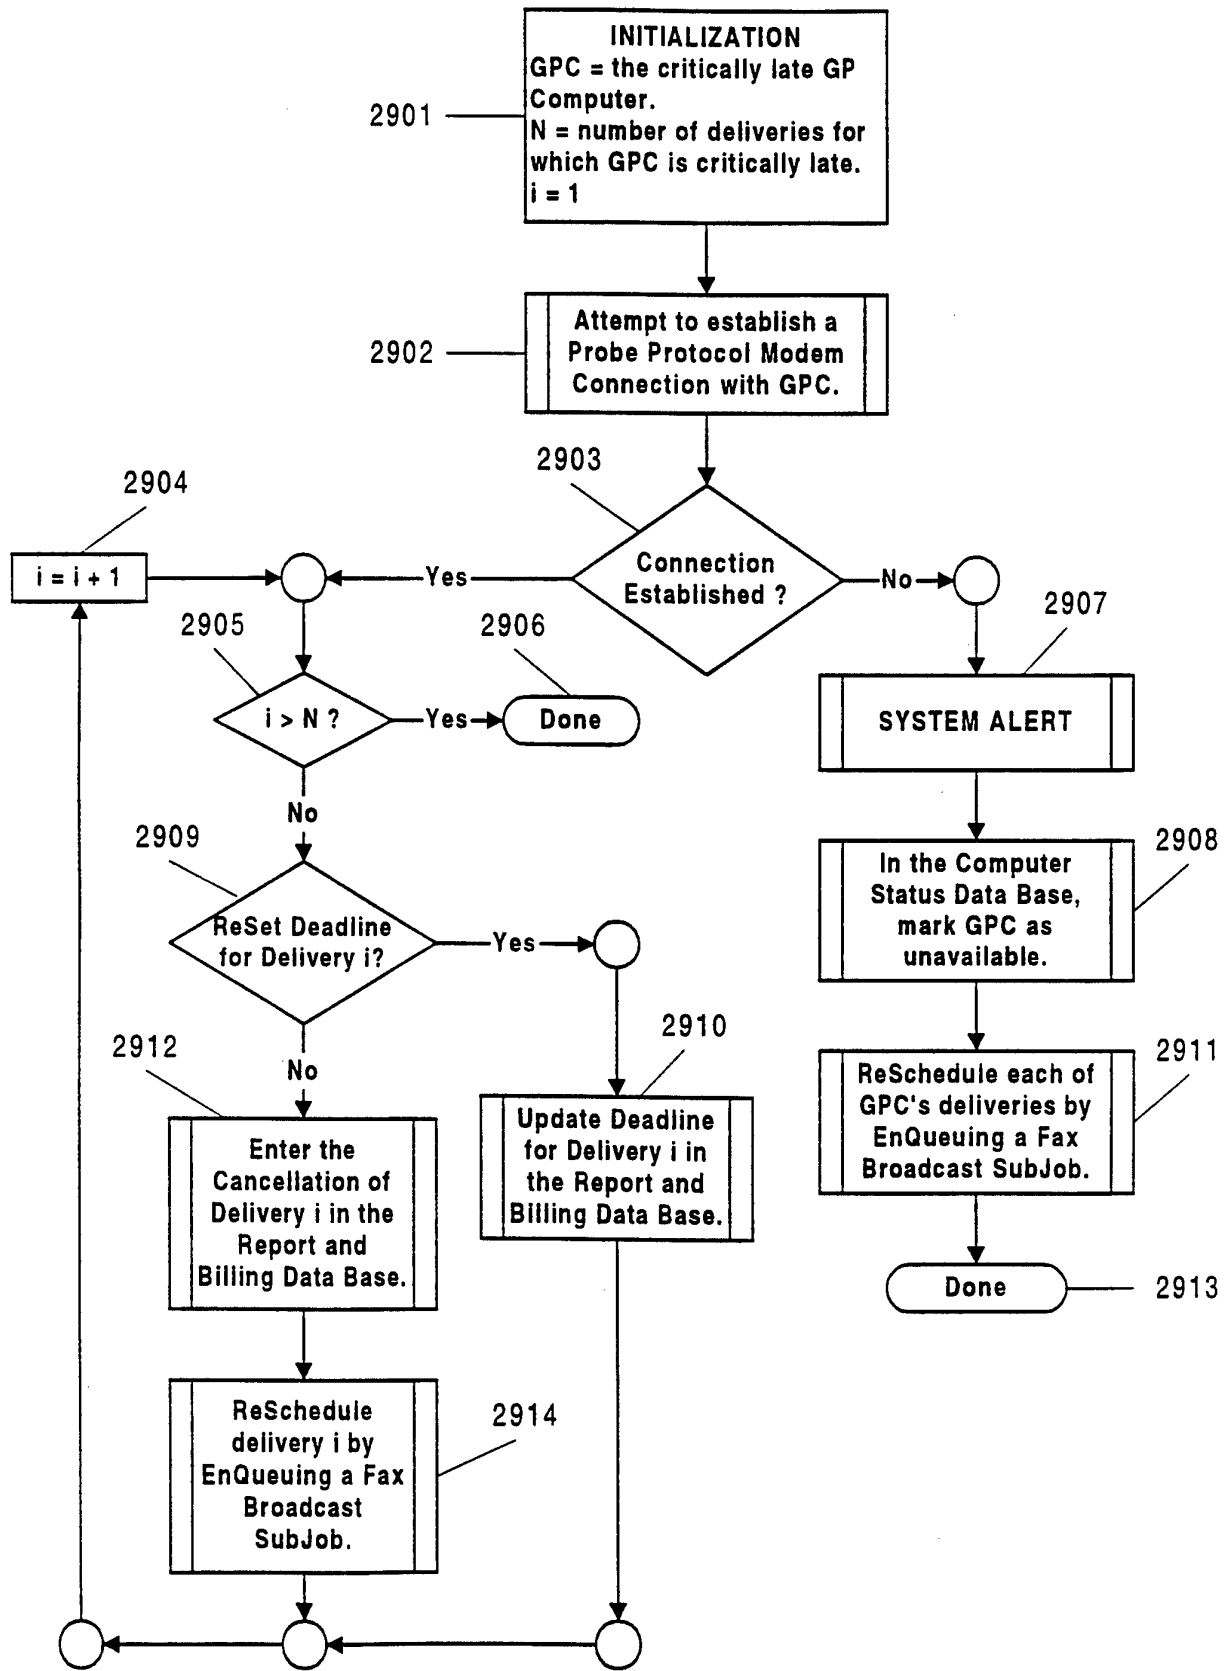 INITIALIZATION
GPC = the critically late GP
Computer.
N = number of deliveries for
which GPC is critically late.
i = 1
2901
Attempt to establish a
Probe Protocol Modem
Connection with GPC.
2902
2903
Connection
Established ?
2904
i = i + 1
Yes
No
2905
2906
2907
i > N ?
Yes
Done
SYSTEM ALERT
No
2909
2908
In the Computer
Status Data Base,
mark GPC as
unavailable.
ReSet Deadline
for Delivery i?
Yes
2910
2912
No
2911
ReSchedule each of
GPC's deliveries by
EnQueuing a Fax
Broadcast SubJob.
Update Deadline
for Delivery i in
the Report and
Billing Data Base.
Enter the
Cancellation of
Delivery i in the
Report and
Billing Data Base.
Done
2913
ReSchedule
delivery i by
EnQueuing a Fax
Broadcast
SubJob.
2914